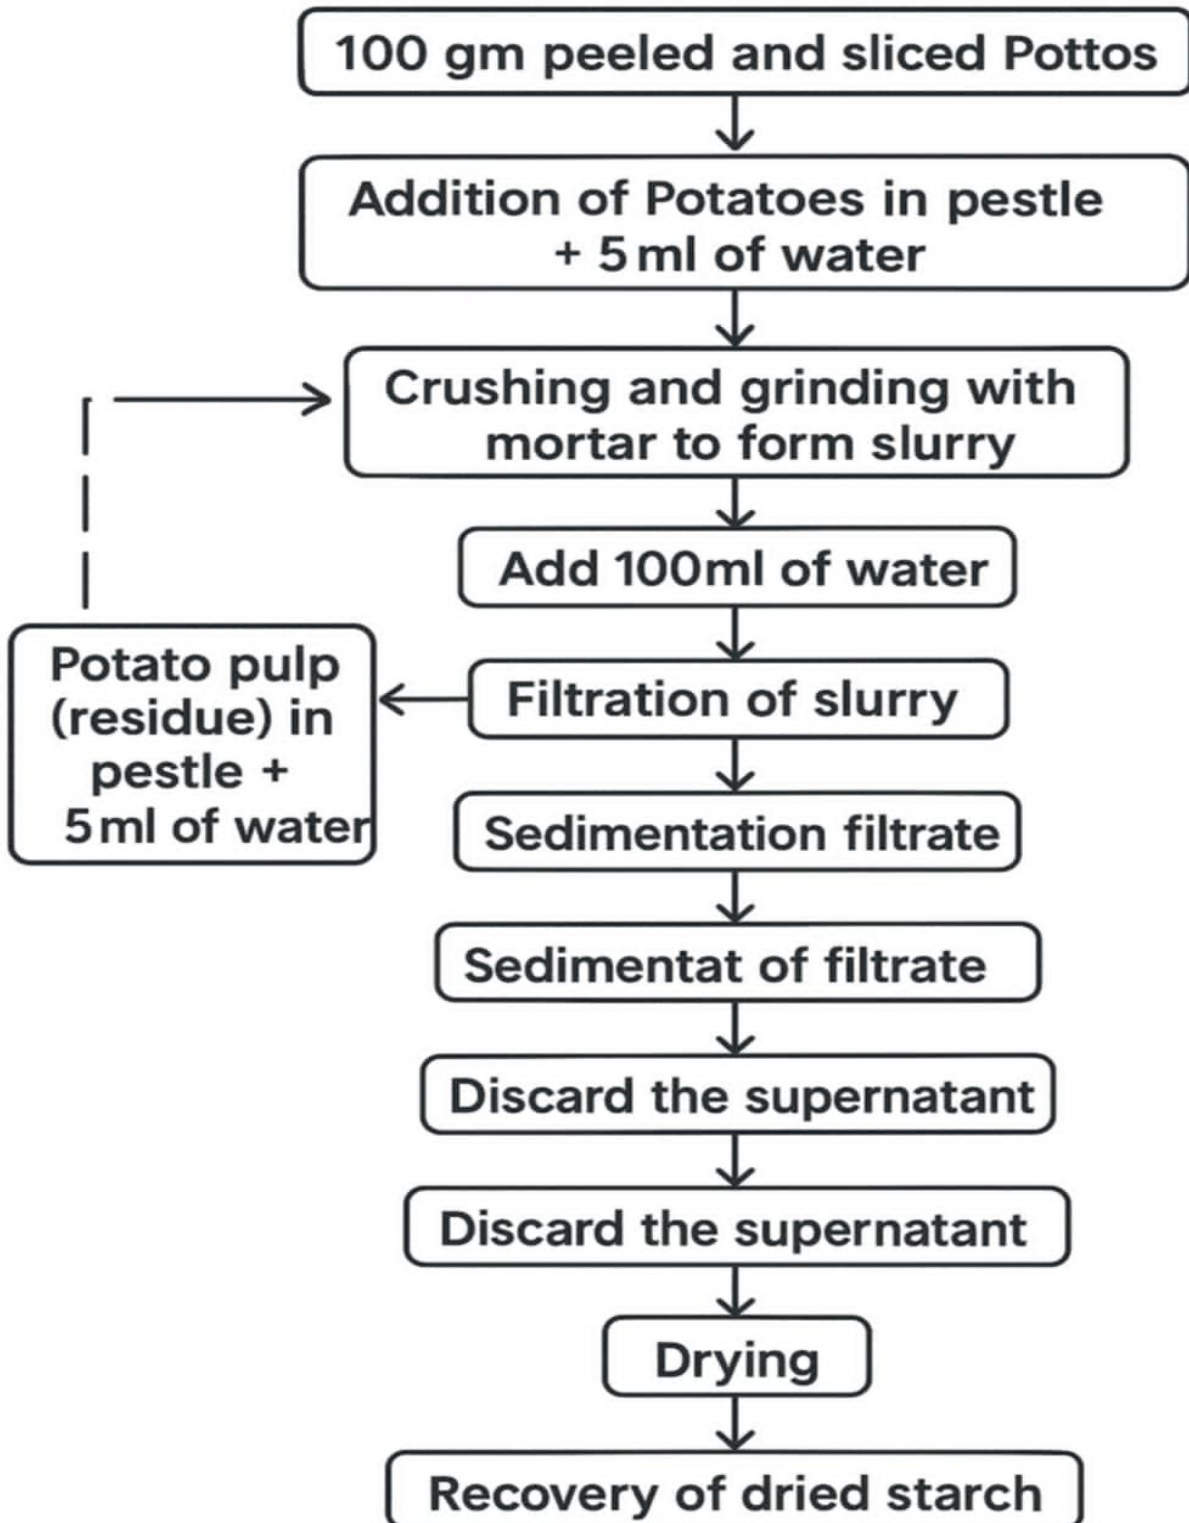 100 gm peeled and sliced Pottos
Addition of Potatoes in pestle
+ 5 ml of water
Crushing and grinding with
mortar to form slurry
Add 100ml of water
Filtration of slurry
Potato pulp
(residue) in
pestle +
5 ml of water
Sedimentation filtrate
Sedimentat of filtrate
Discard the supernatant
Discard the supernatant
Drying
Recovery of dried starch